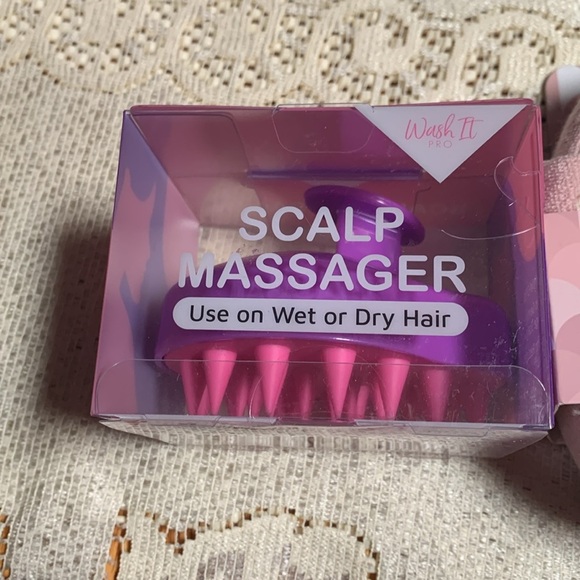 Wash It
PRO
SCALP
MASSAGER
Use on Wet or Dry Hair